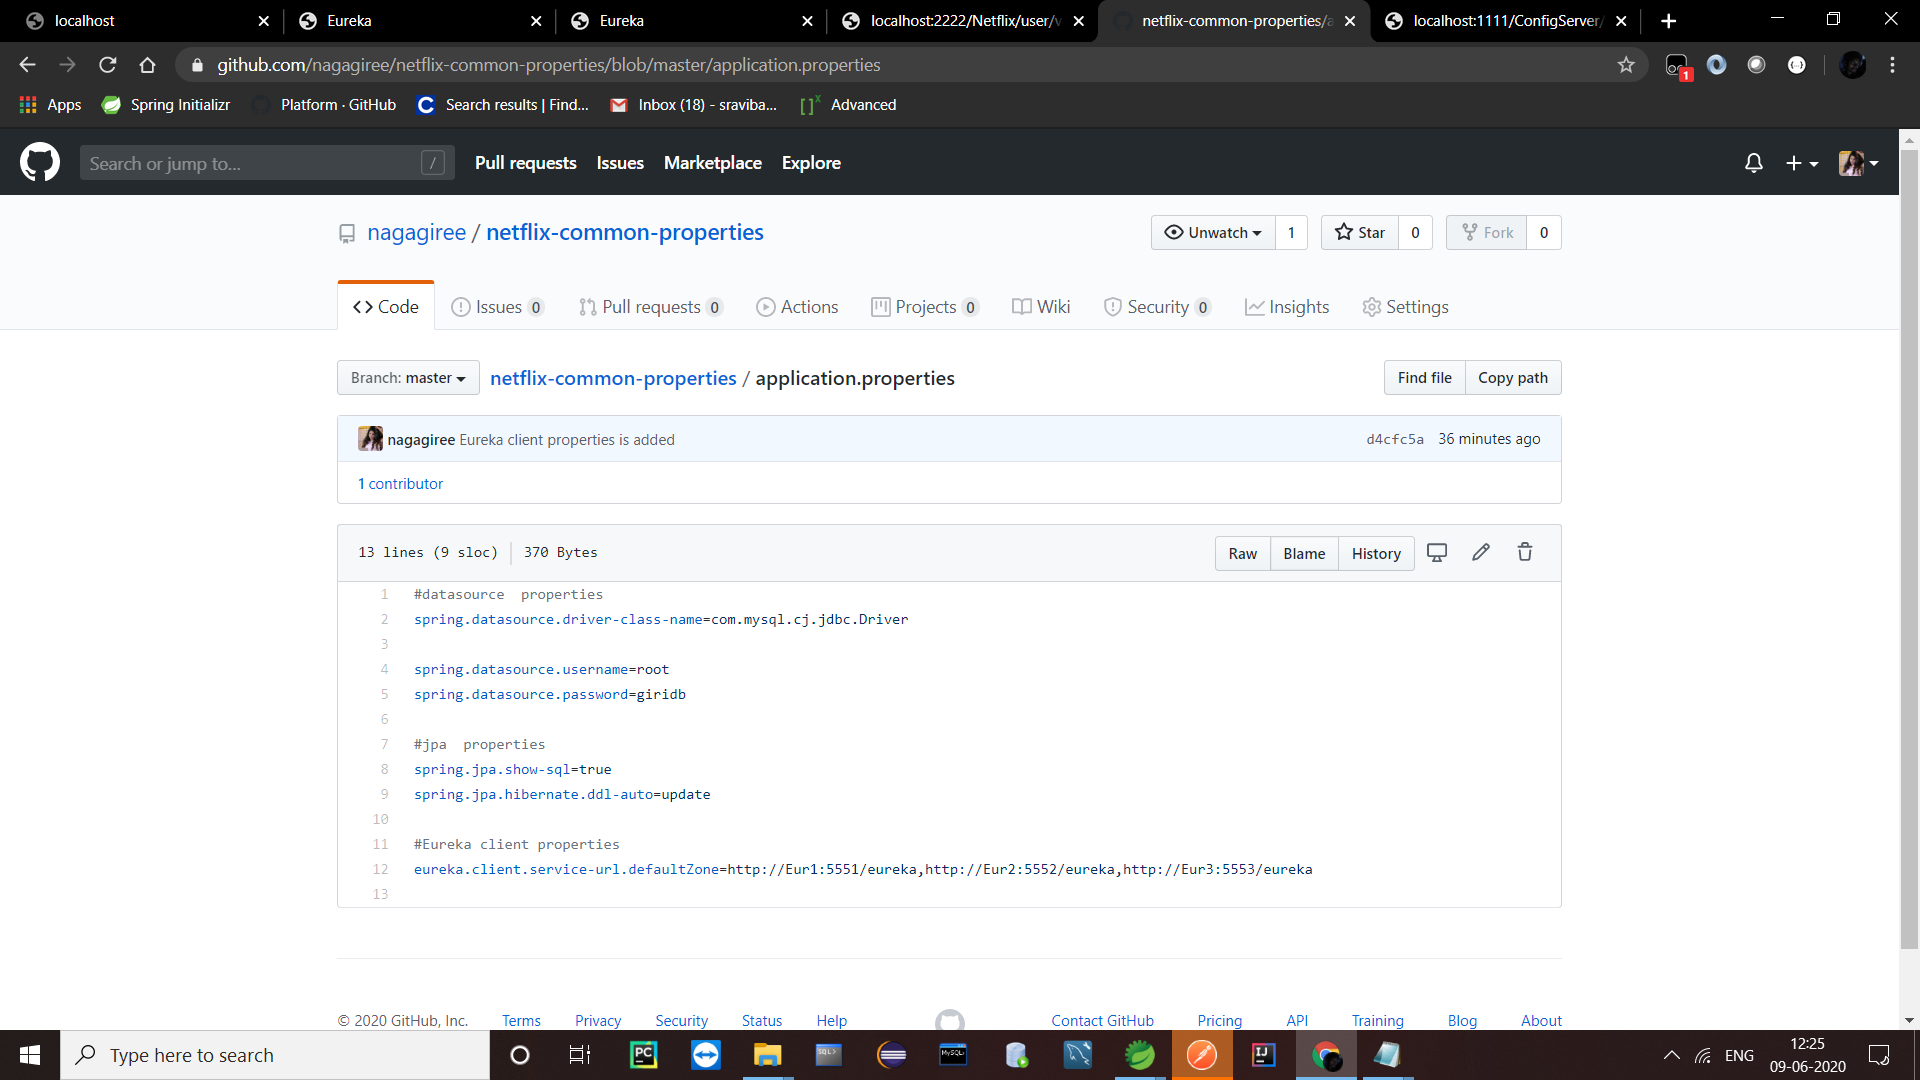 localhost
Eureka
Eureka
localhost:2222/Netflix/user/v
netflix-common-properties/a
localhost:1111/ConfigServer/
github.com/nagagiree/netflix-common-properties/blob/master/application.properties
1
Apps
Spring Initializr
Platform · GitHub
Search results | Find...
Inbox (18) - sraviba...
Advanced
Search or jump to...
/
Pull requests
Issues
Marketplace
Explore
nagagiree / netflix-common-properties
Unwatch
1
Star
0
Fork
0
Code
Issues 0
Pull requests 0
Actions
Projects 0
Wiki
Security 0
Insights
Settings
Branch: master
netflix-common-properties / application.properties
Find file
Copy path
nagagiree Eureka client properties is added
d4cfc5a 36 minutes ago
1 contributor
13 lines (9 sloc)
370 Bytes
Raw
Blame
History
1 #datasource  properties
2 spring.datasource.driver-class-name=com.mysql.cj.jdbc.Driver
3
4 spring.datasource.username=root
5 spring.datasource.password=giridb
6
7 #jpa  properties
8 spring.jpa.show-sql=true
9 spring.jpa.hibernate.ddl-auto=update
10
11 #Eureka client properties
12 eureka.client.service-url.defaultZone=http://Eur1:5551/eureka,http://Eur2:5552/eureka,http://Eur3:5553/eureka
13
© 2020 GitHub, Inc.
Terms
Privacy
Security
Status
Help
Contact GitHub
Pricing
API
Training
Blog
About
Type here to search
PC
SQL>
MySQL>
IJ
ENG
12:25
09-06-2020